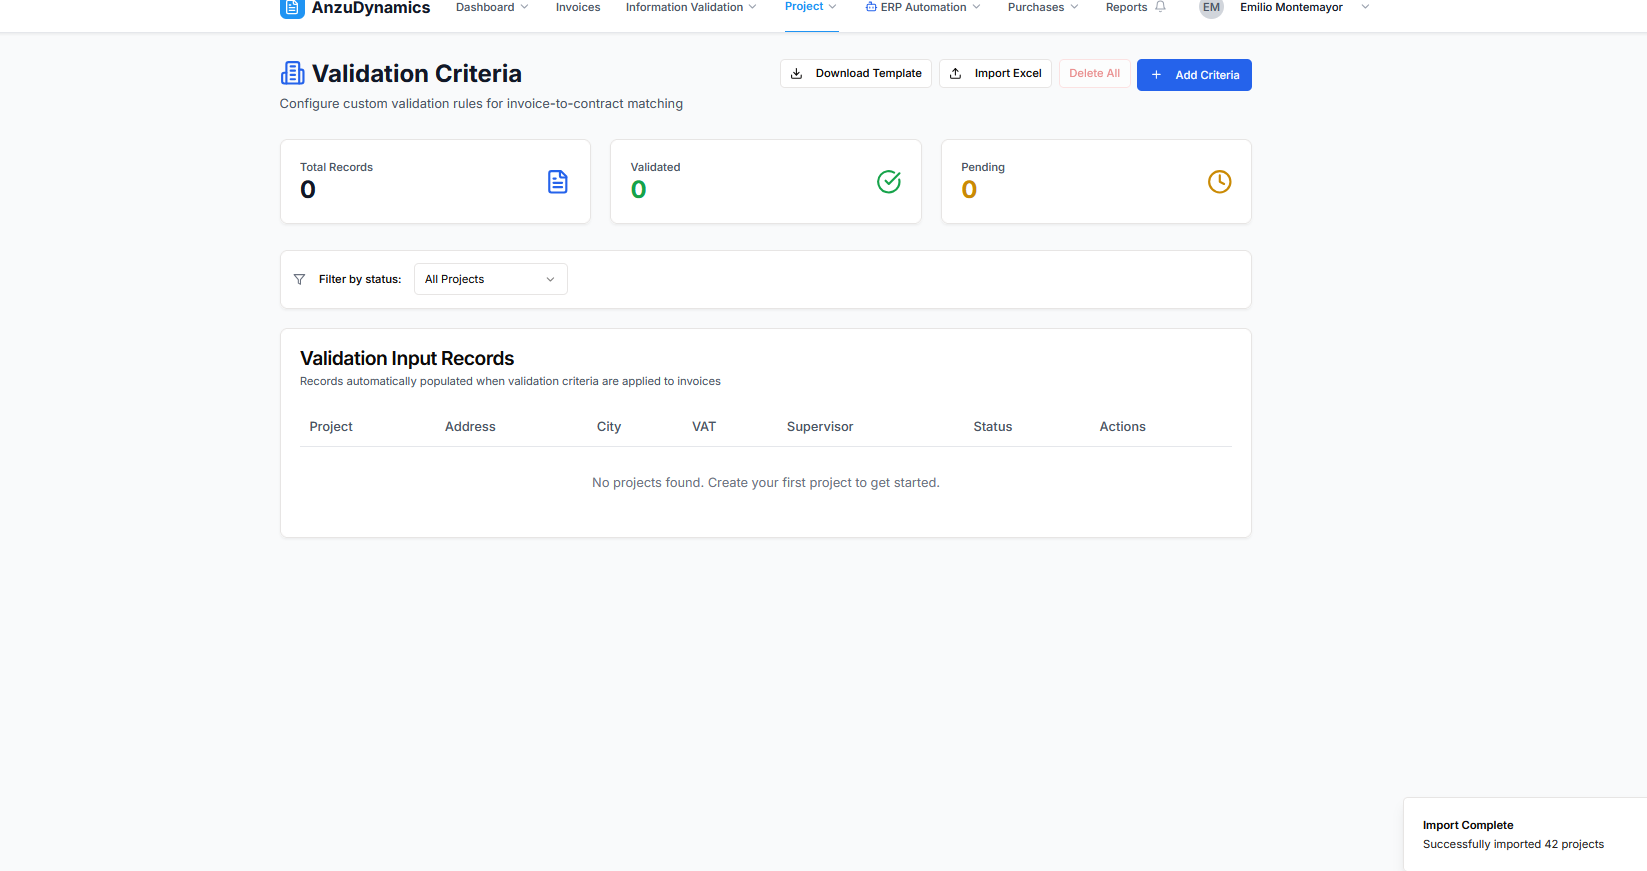 AnzuDynamics Dashboard Invoices Information Validation Project ERP Automation Purchases Reports EM Emilio Montemayor
Validation Criteria
Download Template Import Excel Delete All Add Criteria
Configure custom validation rules for invoice-to-contract matching
Total Records Validated Pending
0 0 0
Filter by status: All Projects
Validation Input Records
Records automatically populated when validation criteria are applied to invoices
Project Address City VAT Supervisor Status Actions
No projects found. Create your first project to get started.
Import Complete
Successfully imported 42 projects